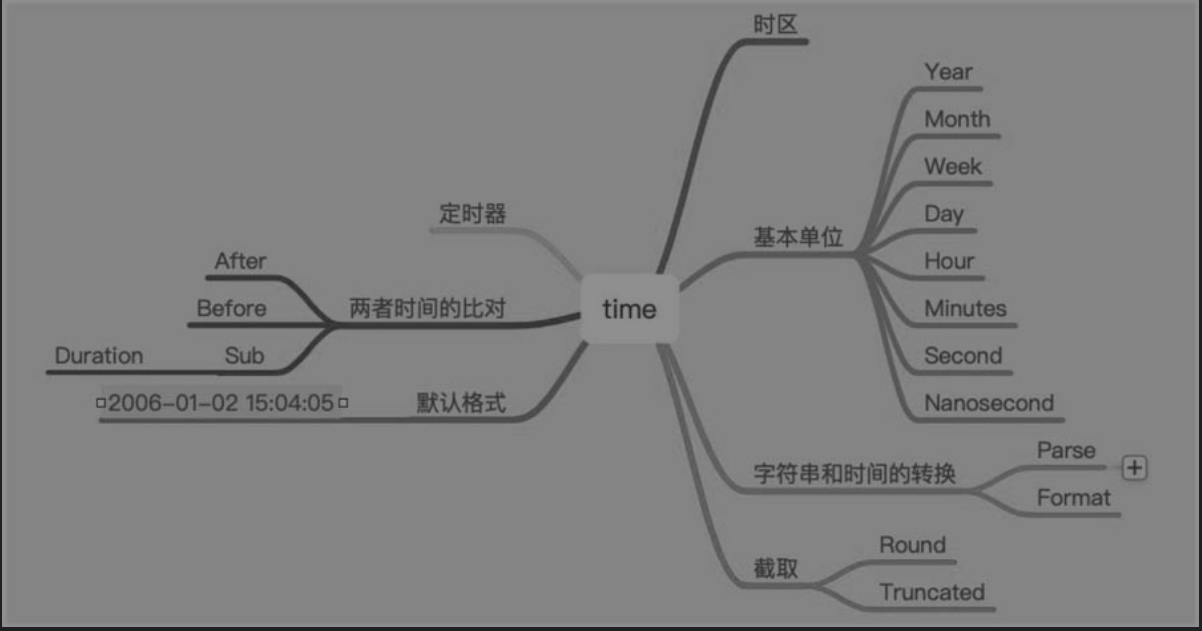 时区
Year
Month
Week
Day
Hour
Minutes
Second
Nanosecond
基本单位
定时器
After
Before
Duration
Sub
两者时间的比对
time
2006-01-02 15:04:05
默认格式
字符串和时间的转换
Parse
Format
截取
Round
Truncated